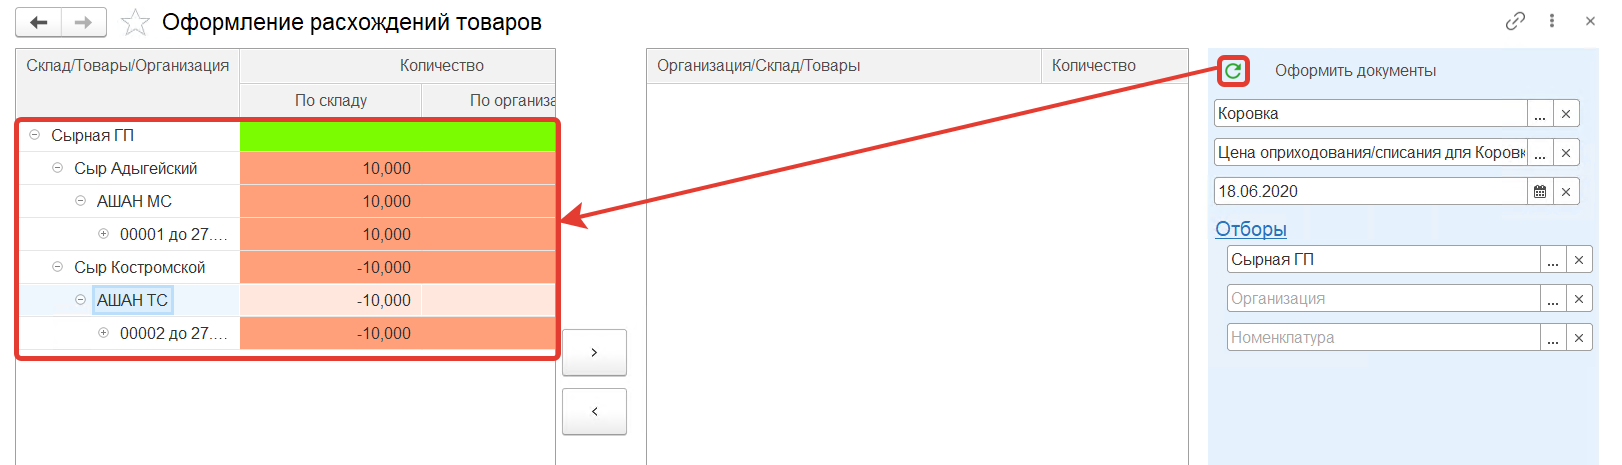 Оформление расхождений товаров
Склад/Товары/Организация
Количество
По складу
По организа
Сырная ГП
Сыр Адыгейский 10,000
АШАН МС 10,000
00001 до 27.... 10,000
Сыр Костромской -10,000
АШАН ТС -10,000
00002 до 27.... -10,000
>
<
Организация/Склад/Товары
Количество
Оформить документы
Коровка ... ×
Цена оприходования/списания для Коровк ... ×
18.06.2020 ×
Отборы
Сырная ГП ... ×
Организация ... ×
Номенклатура ... ×